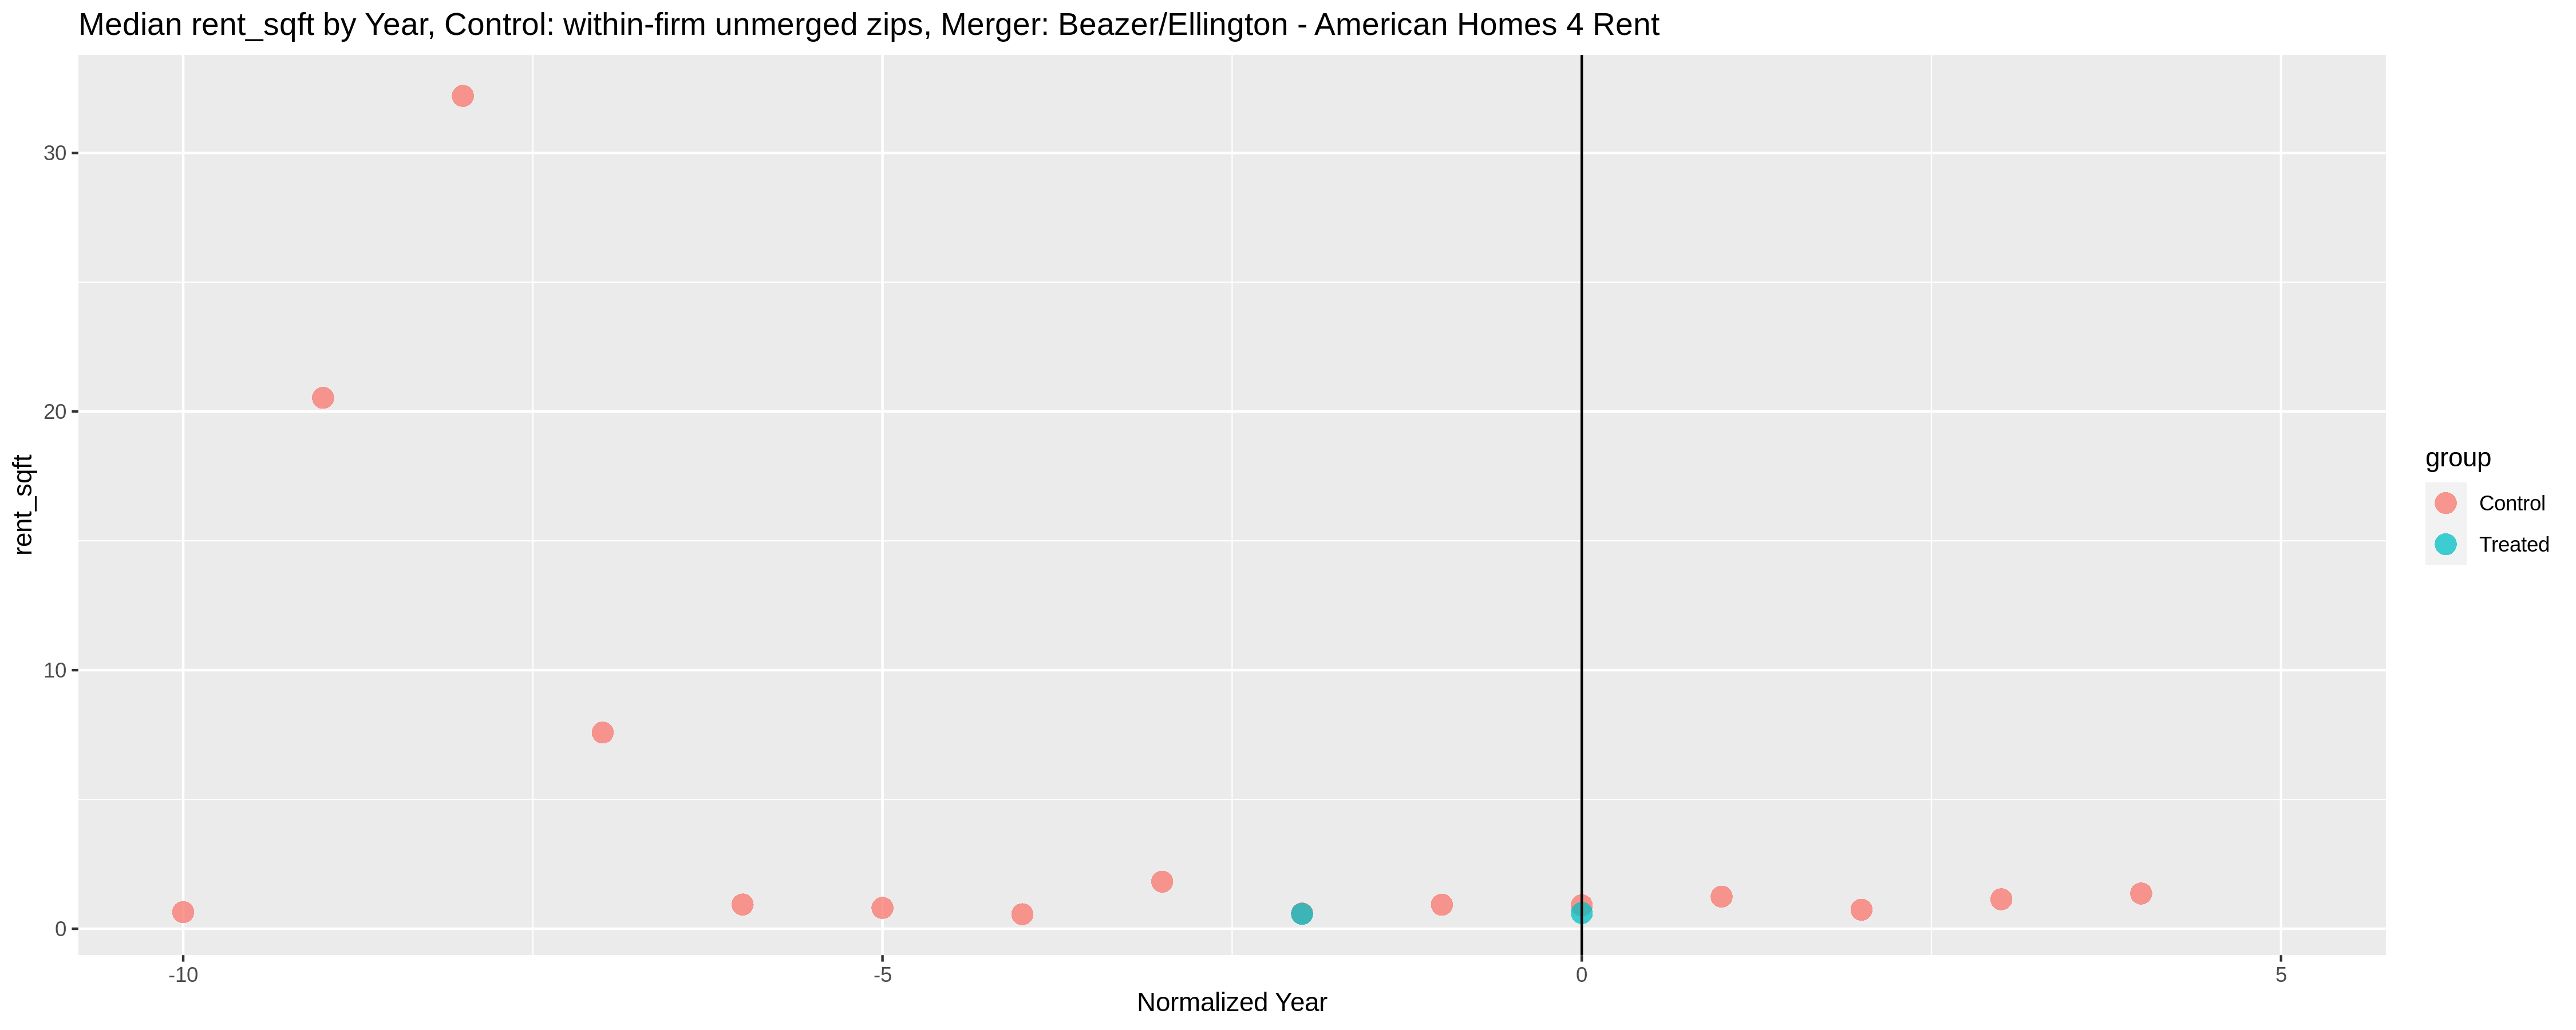 Median rent_sqft by Year, Control: within-firm unmerged zips, Merger: Beazer/Ellington - American Homes 4 Rent
30
20
10
0
rent_sqft
-10
-5
0
5
Normalized Year
group
Control
Treated